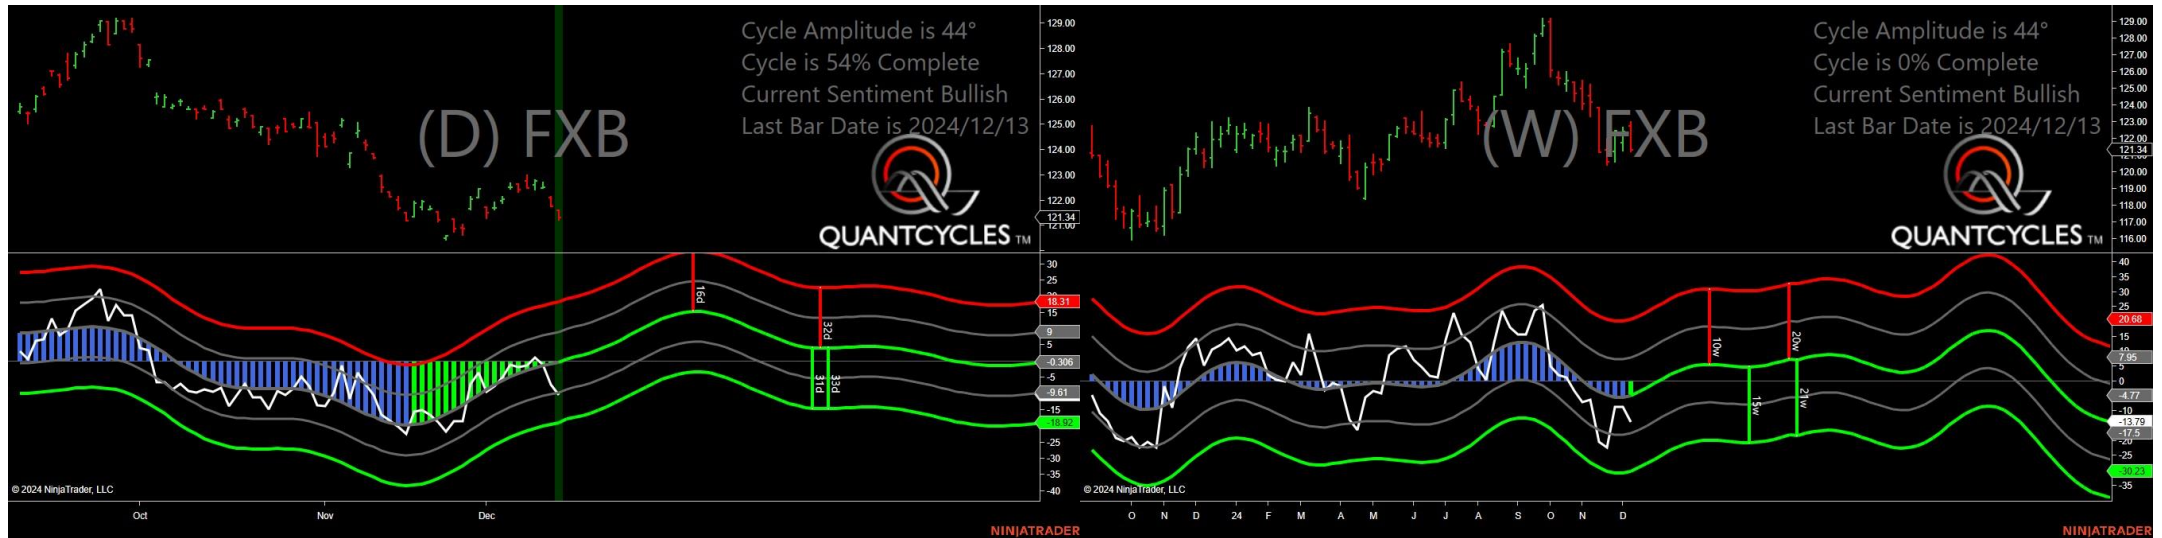 Cycle Amplitude is 44°
Cycle is 54% Complete
Current Sentiment Bullish
Last Bar Date is 2024/12/13
(D) FXB
QUANTCYCLES TM
129.00
128.00
127.00
126.00
125.00
124.00
123.00
122.00
121.34
121.00
30
25
18.31
15
9
5
-0.306
-5
-9.61
-15
-18.92
-25
-30
-35
-40
16d
32d
31d
33d
© 2024 NinjaTrader, LLC
Oct
Nov
Dec
NINJATRADER
Cycle Amplitude is 44°
Cycle is 0% Complete
Current Sentiment Bullish
Last Bar Date is 2024/12/13
(W) FXB
QUANTCYCLES TM
129.00
128.00
127.00
126.00
125.00
124.00
123.00
122.00
121.34
120.00
119.00
118.00
117.00
116.00
40
35
30
25
20.68
15
10
7.95
5
0
-4.77
-10
-13.79
-17.5
-20
-25
-30.23
-35
10w
20w
15w
21w
© 2024 NinjaTrader, LLC
O
N
D
24
F
M
A
M
J
J
A
S
O
N
D
NINJATRADER